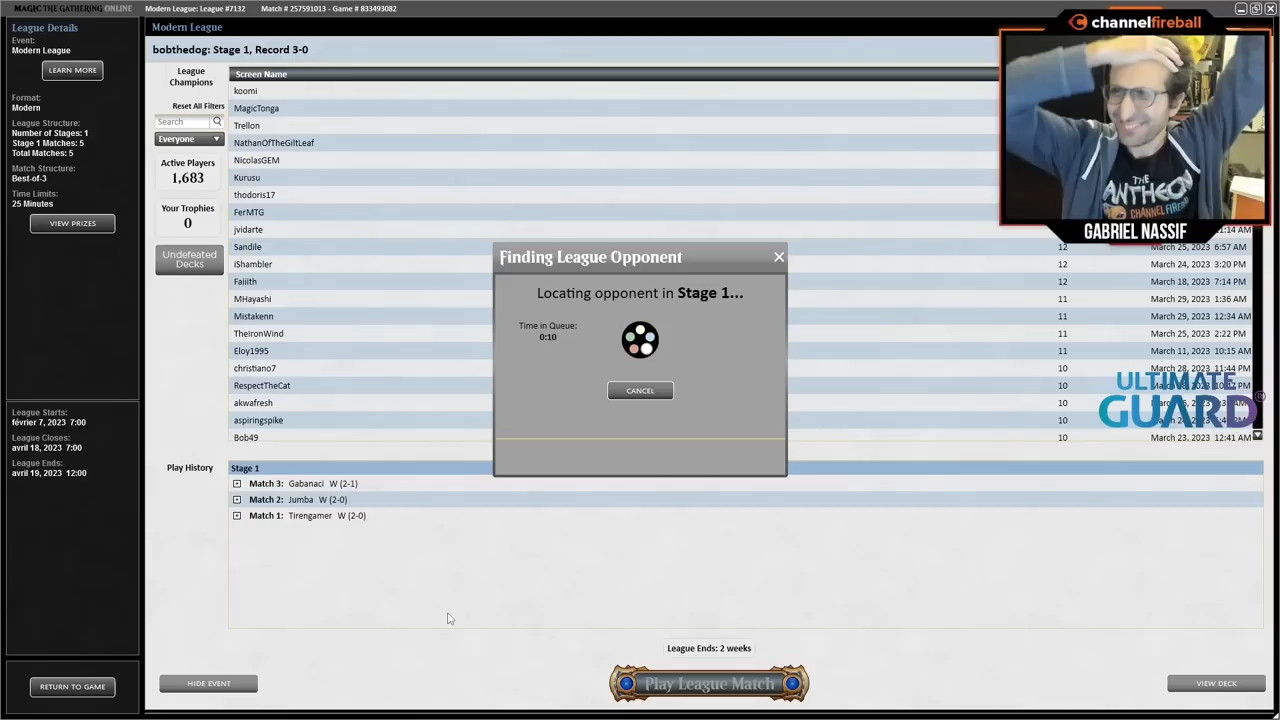 MAGIC THE GATHERING ONLINE
Modern League: League #7132
Match # 257591013 - Game # 833493082
League Details
Event:
Modern League
LEARN MORE
Format:
Modern
League Structure:
Number of Stages: 1
Stage 1 Matches: 5
Total Matches: 5
Match Structure:
Best-of-3
Time Limits:
25 Minutes
VIEW PRIZES
League Starts:
février 7, 2023 7:00
League Closes:
avril 18, 2023 7:00
League Ends:
avril 19, 2023 12:00
RETURN TO GAME
Modern League
bobthedog: Stage 1, Record 3-0
League
Champions
Reset All Filters
Search
Everyone
Active Players
1,683
Your Trophies
0
Undefeated
Decks
Screen Name
koomi
MagicTonga
Trellon
NathanOfTheGiltLeaf
NicolasGEM
Kurusu
thodoris17
FerMTG
jvidarte 11:14 AM
Sandile 12 March 25, 2023 6:57 AM
iShambler 12 March 24, 2023 3:20 PM
Faiiith 12 March 18, 2023 7:14 PM
MHayashi 11 March 29, 2023 1:36 AM
Mistakenn 11 March 29, 2023 12:34 AM
TheIronWind 11 March 25, 2023 2:22 PM
Eloy1995 11 March 11, 2023 10:15 AM
christiano7 10 March 28, 2023 11:44 PM
RespectTheCat 10
akwafresh 10
aspiringspike 10
Bob49 10 March 23, 2023 12:41 AM
Finding League Opponent
Locating opponent in Stage 1...
Time in Queue:
0:10
CANCEL
Play History
Stage 1
Match 3: Gabanaci W (2-1)
Match 2: Jumba W (2-0)
Match 1: Tirengamer W (2-0)
League Ends: 2 weeks
HIDE EVENT
Play League Match
VIEW DECK
channelfireball
THE
ANTHEON
CHANNEL FIRE
GABRIEL NASSIF
ULTIMATE
GUARD®